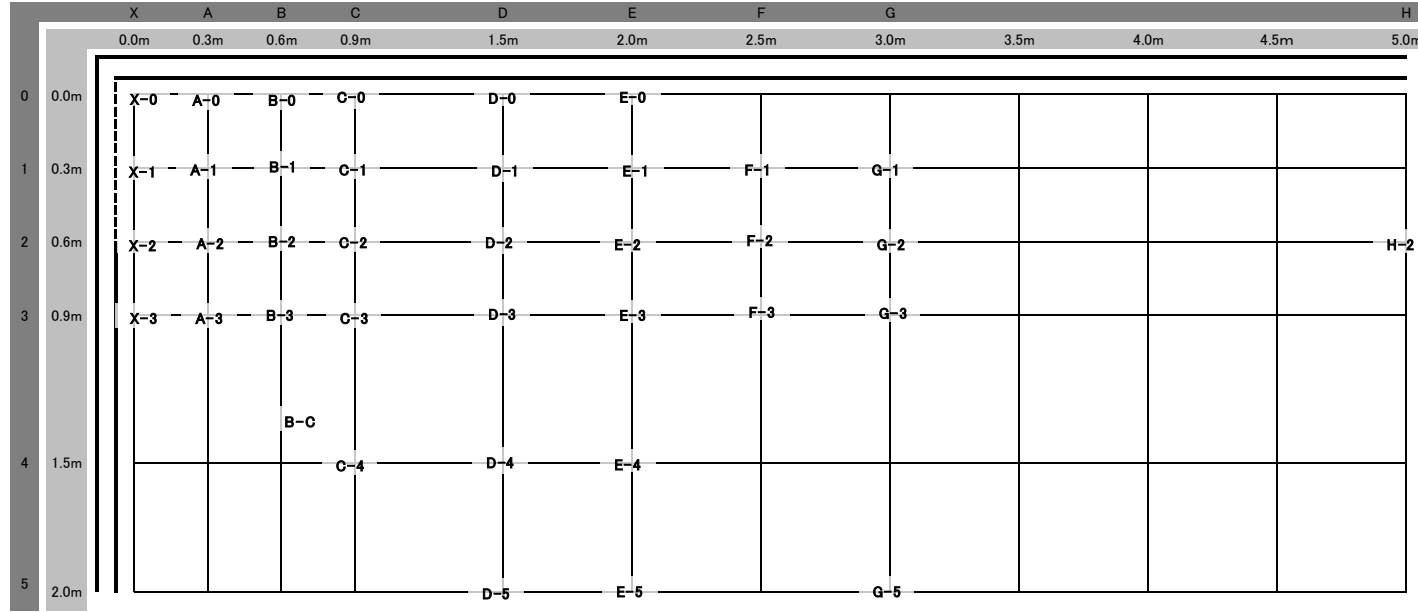 X A B C D E F G H
0.0m 0.3m 0.6m 0.9m 1.5m 2.0m 2.5m 3.0m 3.5m 4.0m 4.5m 5.0m
0 0.0m X-0 A-0 B-0 C-0 D-0 E-0
1 0.3m X-1 A-1 B-1 C-1 D-1 E-1 F-1 G-1
2 0.6m X-2 A-2 B-2 C-2 D-2 E-2 F-2 G-2 H-2
3 0.9m X-3 A-3 B-3 C-3 D-3 E-3 F-3 G-3
B-C
4 1.5m C-4 D-4 E-4
5 2.0m D-5 E-5 G-5